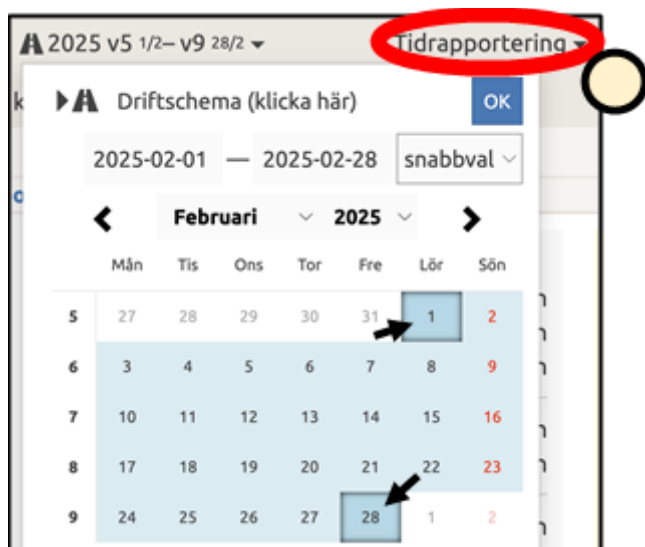 2025 v5 1/2– v9 28/2 Tidrapportering
k Driftschema (klicka här) OK
2025-02-01 — 2025-02-28 snabbval
Februari 2025
Mån Tis Ons Tor Fre Lör Sön
5 27 28 29 30 31 1 2
6 3 4 5 6 7 8 9
7 10 11 12 13 14 15 16
8 17 18 19 20 21 22 23
9 24 25 26 27 28 1 2